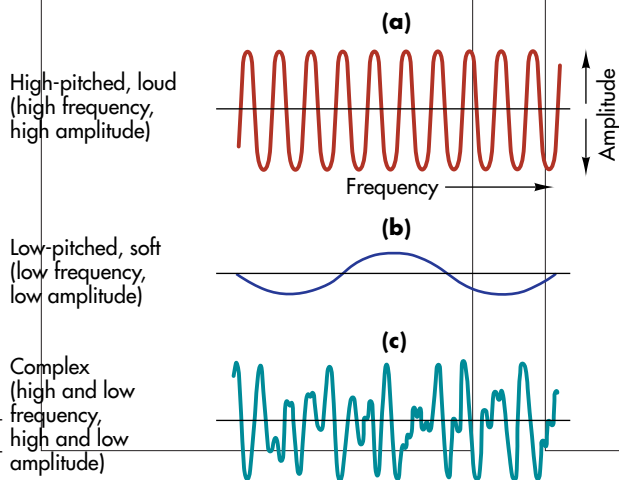 (a)
High-pitched, loud
(high frequency,
high amplitude)
Amplitude
Frequency
(b)
Low-pitched, soft
(low frequency,
low amplitude)
(c)
Complex
(high and low
frequency,
high and low
amplitude)